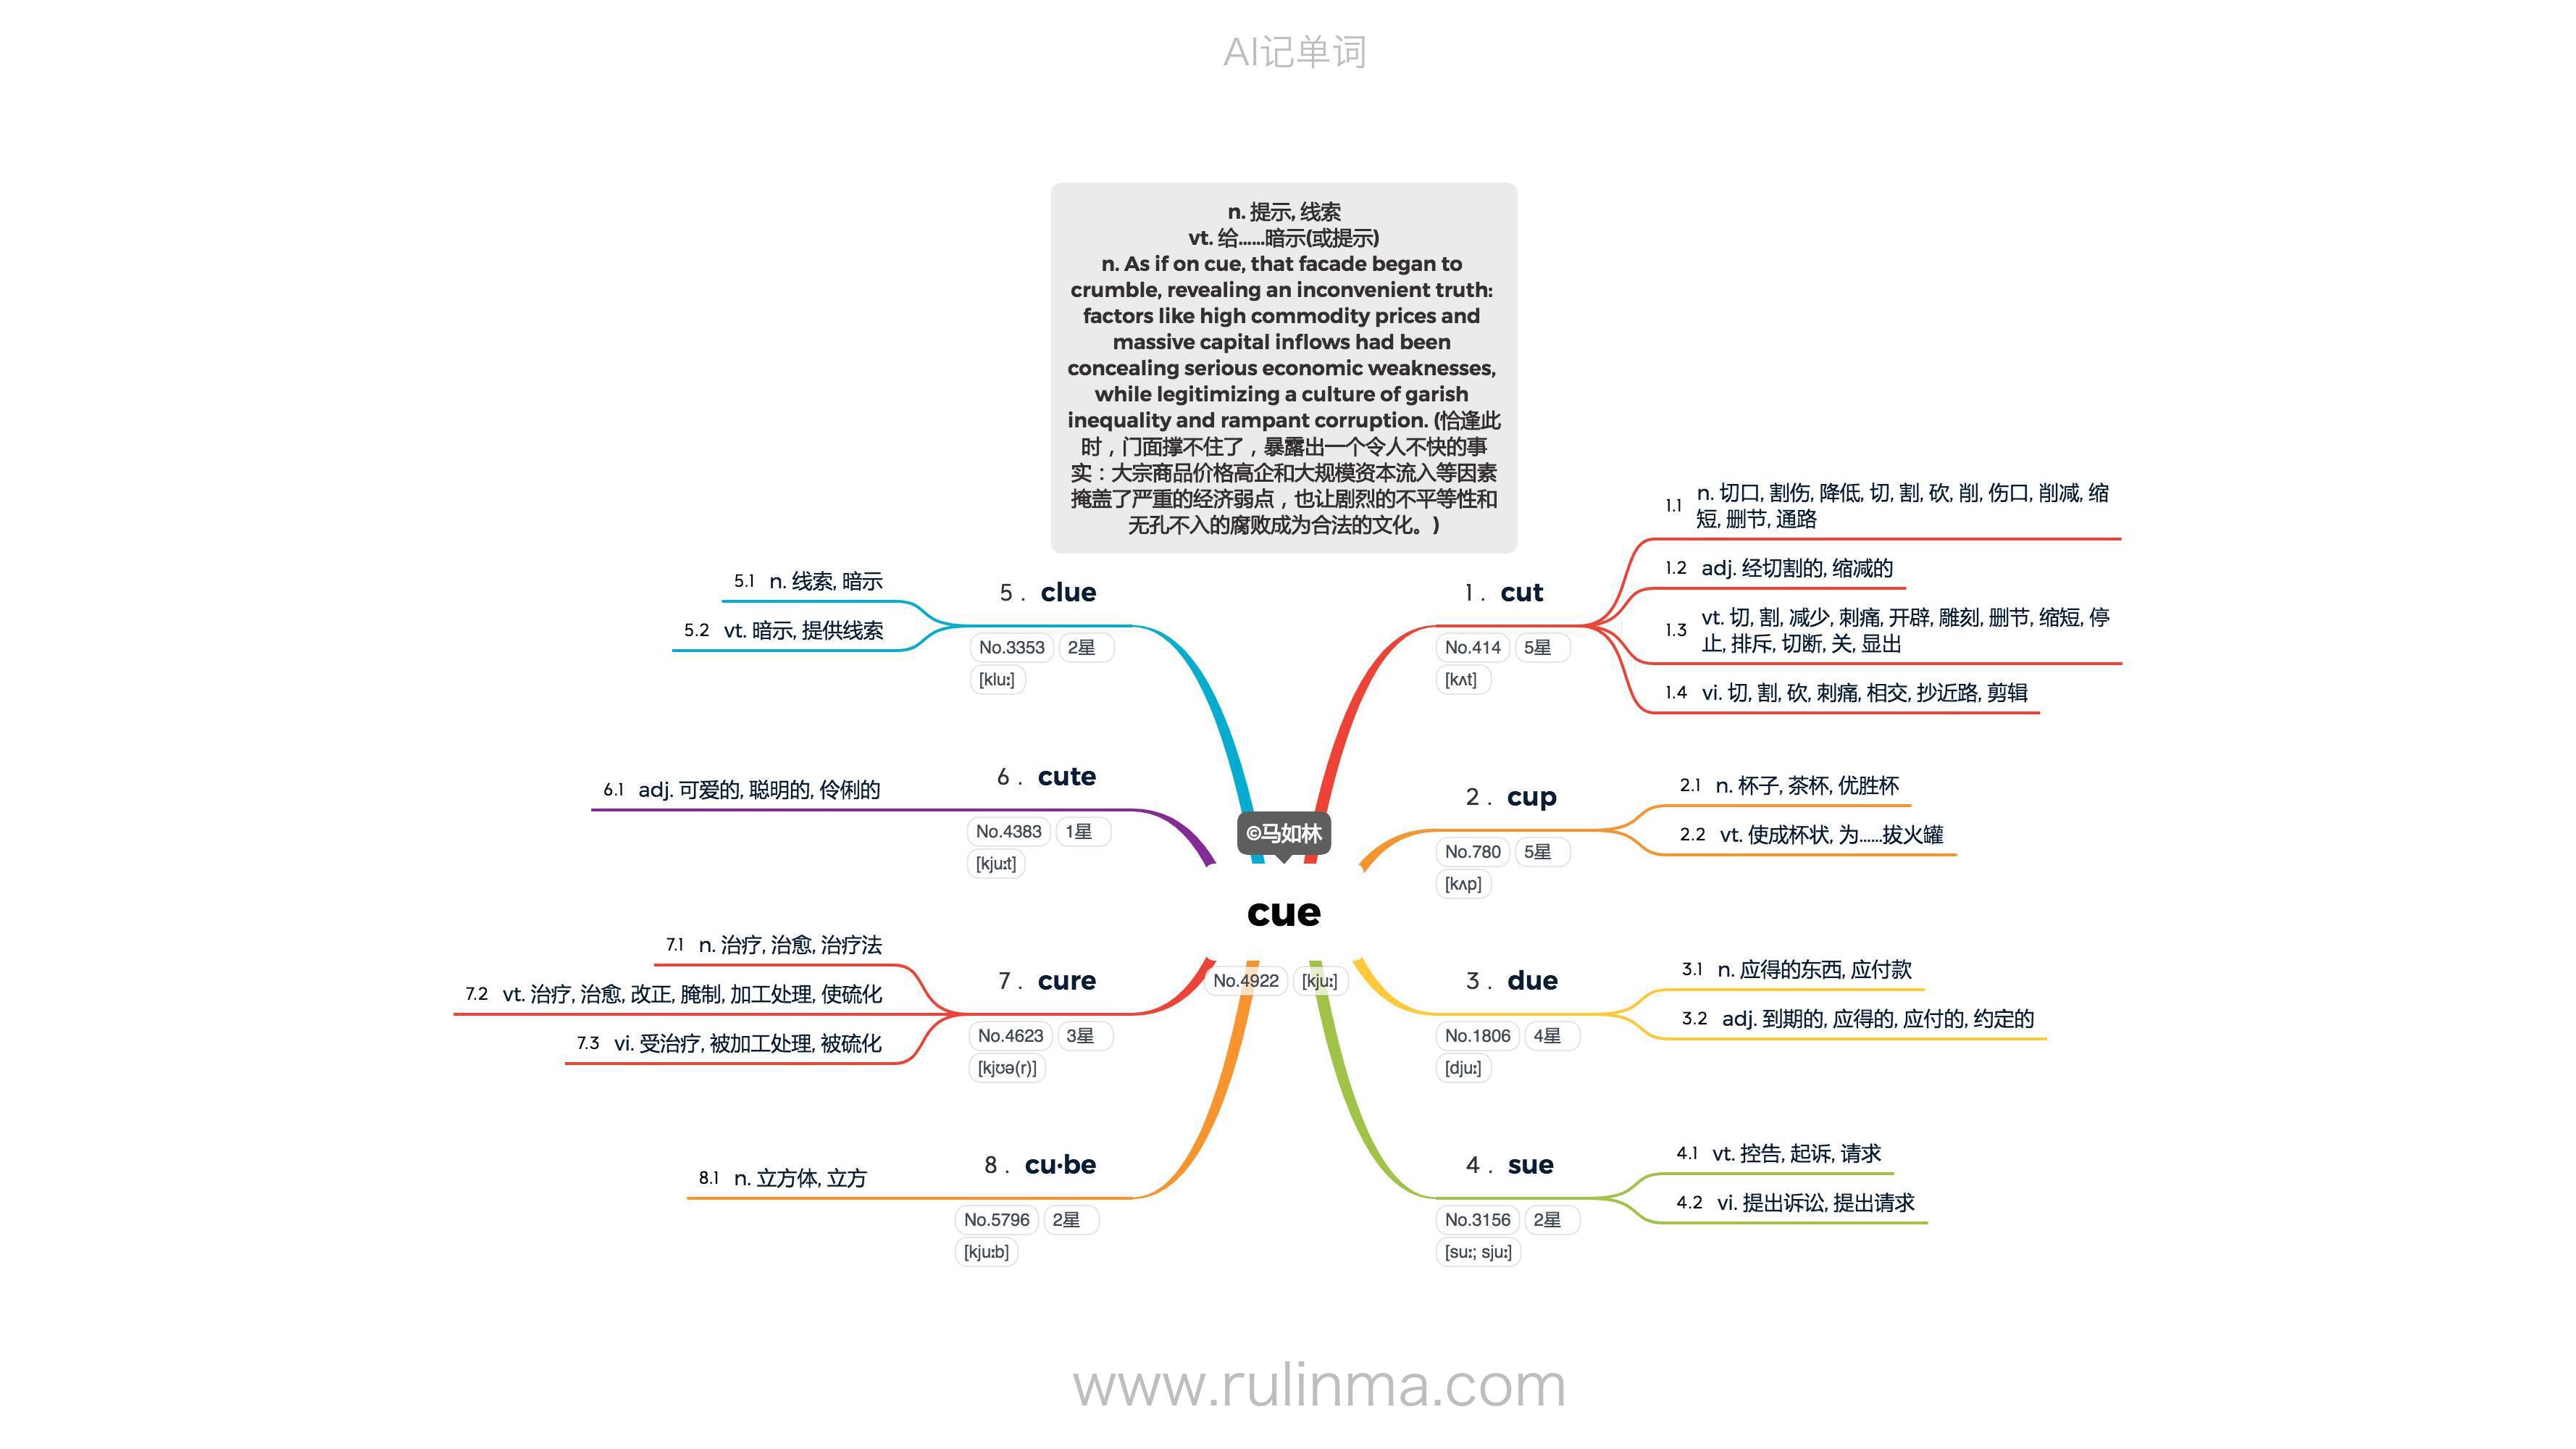 AI记单词
n. 提示, 线索
vt. 给……暗示(或提示)
n. As if on cue, that facade began to
crumble, revealing an inconvenient truth:
factors like high commodity prices and
massive capital inflows had been
concealing serious economic weaknesses,
while legitimizing a culture of garish
inequality and rampant corruption. (恰逢此
时，门面撑不住了，暴露出一个令人不快的事
实：大宗商品价格高企和大规模资本流入等因素
掩盖了严重的经济弱点，也让剧烈的不平等性和
无孔不入的腐败成为合法的文化。)
©马如林
cue
No.4922 [kjuː]
1. cut
No.414 5星
[kʌt]
1.1 n. 切口, 割伤, 降低, 切, 割, 砍, 削, 伤口, 削减, 缩
短, 删节, 通路
1.2 adj. 经切割的, 缩减的
1.3 vt. 切, 割, 减少, 刺痛, 开辟, 雕刻, 删节, 缩短, 停
止, 排斥, 切断, 关, 显出
1.4 vi. 切, 割, 砍, 刺痛, 相交, 抄近路, 剪辑
2. cup
No.780 5星
[kʌp]
2.1 n. 杯子, 茶杯, 优胜杯
2.2 vt. 使成杯状, 为……拔火罐
3. due
No.1806 4星
[djuː]
3.1 n. 应得的东西, 应付款
3.2 adj. 到期的, 应得的, 应付的, 约定的
4. sue
No.3156 2星
[suː; sjuː]
4.1 vt. 控告, 起诉, 请求
4.2 vi. 提出诉讼, 提出请求
5. clue
No.3353 2星
[kluː]
5.1 n. 线索, 暗示
5.2 vt. 暗示, 提供线索
6. cute
No.4383 1星
[kjuːt]
6.1 adj. 可爱的, 聪明的, 伶俐的
7. cure
No.4623 3星
[kjʊə(r)]
7.1 n. 治疗, 治愈, 治疗法
7.2 vt. 治疗, 治愈, 改正, 腌制, 加工处理, 使硫化
7.3 vi. 受治疗, 被加工处理, 被硫化
8. cu·be
No.5796 2星
[kjuːb]
8.1 n. 立方体, 立方
www.rulinma.com